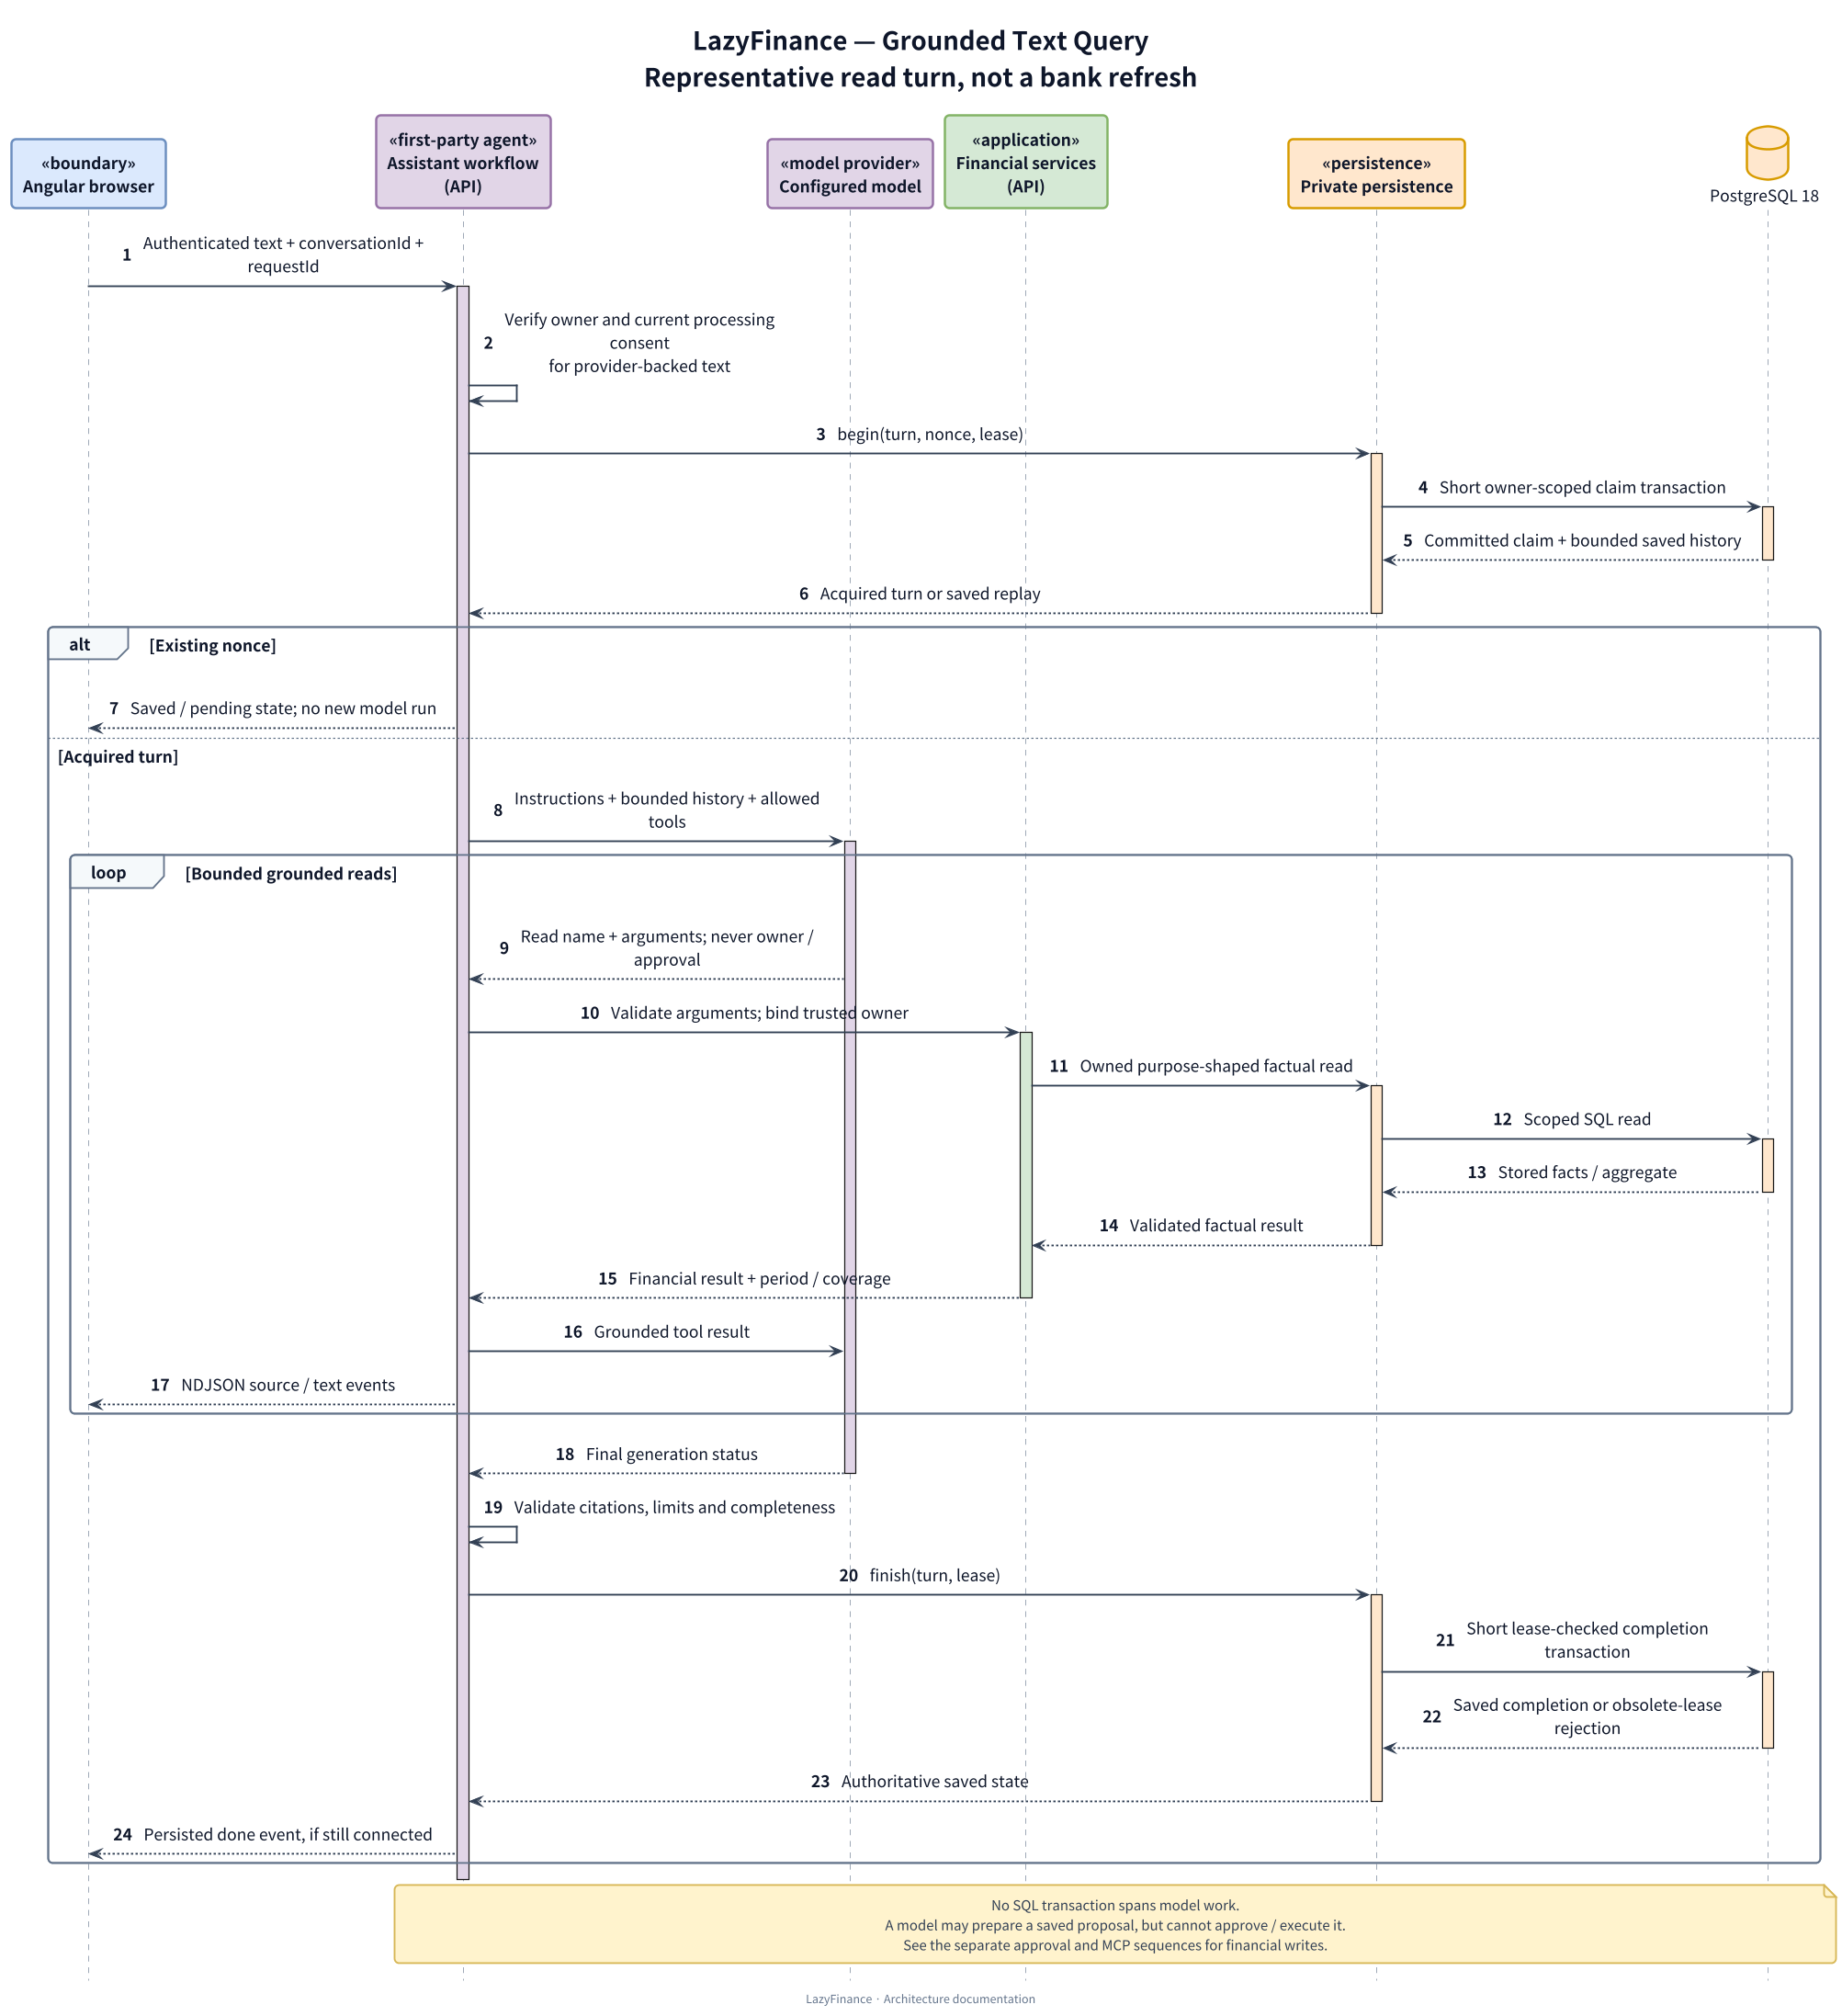 LazyFinance — Grounded Text Query
Representative read turn, not a bank refresh
«boundary»
Angular browser
«first-party agent»
Assistant workflow
(API)
«model provider»
Configured model
«application»
Financial services
(API)
«persistence»
Private persistence
PostgreSQL 18
1 Authenticated text + conversationId +
requestId
2 Verify owner and current processing
consent
for provider-backed text
3 begin(turn, nonce, lease)
4 Short owner-scoped claim transaction
5 Committed claim + bounded saved history
6 Acquired turn or saved replay
alt [Existing nonce]
7 Saved / pending state; no new model run
[Acquired turn]
8 Instructions + bounded history + allowed
tools
loop [Bounded grounded reads]
9 Read name + arguments; never owner /
approval
10 Validate arguments; bind trusted owner
11 Owned purpose-shaped factual read
12 Scoped SQL read
13 Stored facts / aggregate
14 Validated factual result
15 Financial result + period / coverage
16 Grounded tool result
17 NDJSON source / text events
18 Final generation status
19 Validate citations, limits and completeness
20 finish(turn, lease)
21 Short lease-checked completion
transaction
22 Saved completion or obsolete-lease
rejection
23 Authoritative saved state
24 Persisted done event, if still connected
No SQL transaction spans model work.
A model may prepare a saved proposal, but cannot approve / execute it.
See the separate approval and MCP sequences for financial writes.
LazyFinance · Architecture documentation